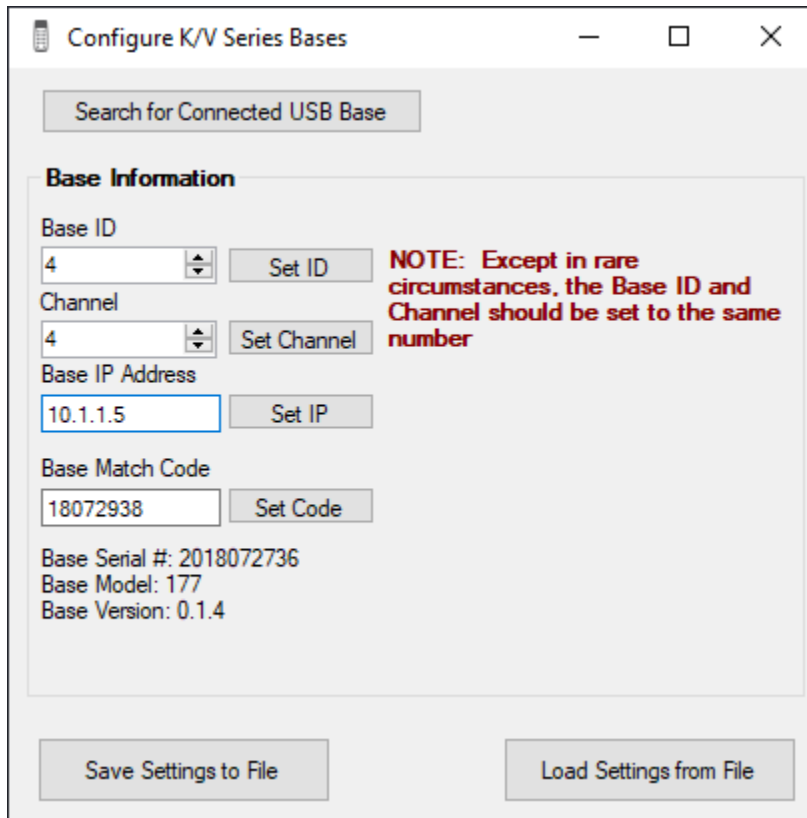 Configure K/V Series Bases
Search for Connected USB Base
Base Information
Base ID
4
Set ID
NOTE:  Except in rare
circumstances, the Base ID and
Channel should be set to the same
number
Channel
4
Set Channel
Base IP Address
10.1.1.5
Set IP
Base Match Code
18072938
Set Code
Base Serial #: 2018072736
Base Model: 177
Base Version: 0.1.4
Save Settings to File
Load Settings from File